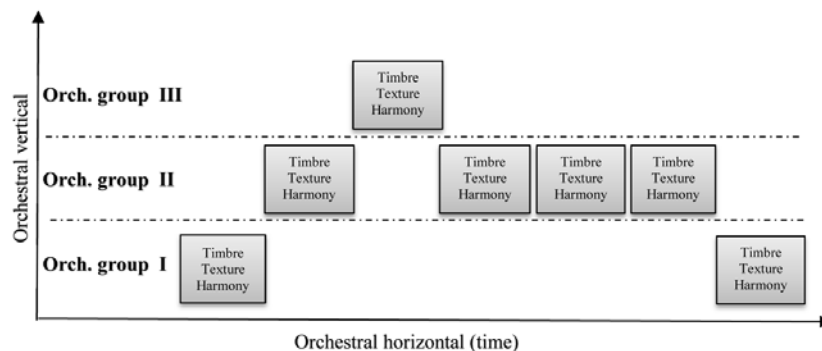 Orchestral vertical
Orch. group III
Timbre
Texture
Harmony
Orch. group II
Timbre
Texture
Harmony
Timbre
Texture
Harmony
Timbre
Texture
Harmony
Timbre
Texture
Harmony
Orch. group I
Timbre
Texture
Harmony
Timbre
Texture
Harmony
Orchestral horizontal (time)